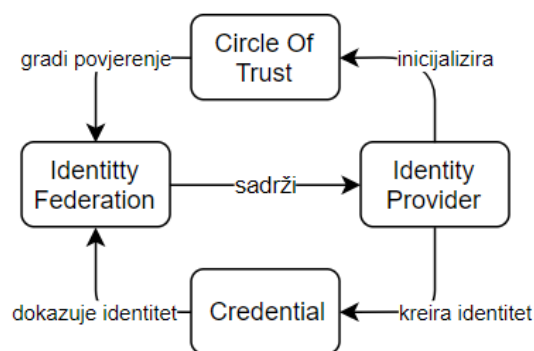 Circle Of
Trust
gradi povjerenje
inicijalizira
Identitty
Federation
sadrži
Identity
Provider
dokazuje identitet
Credential
kreira identitet